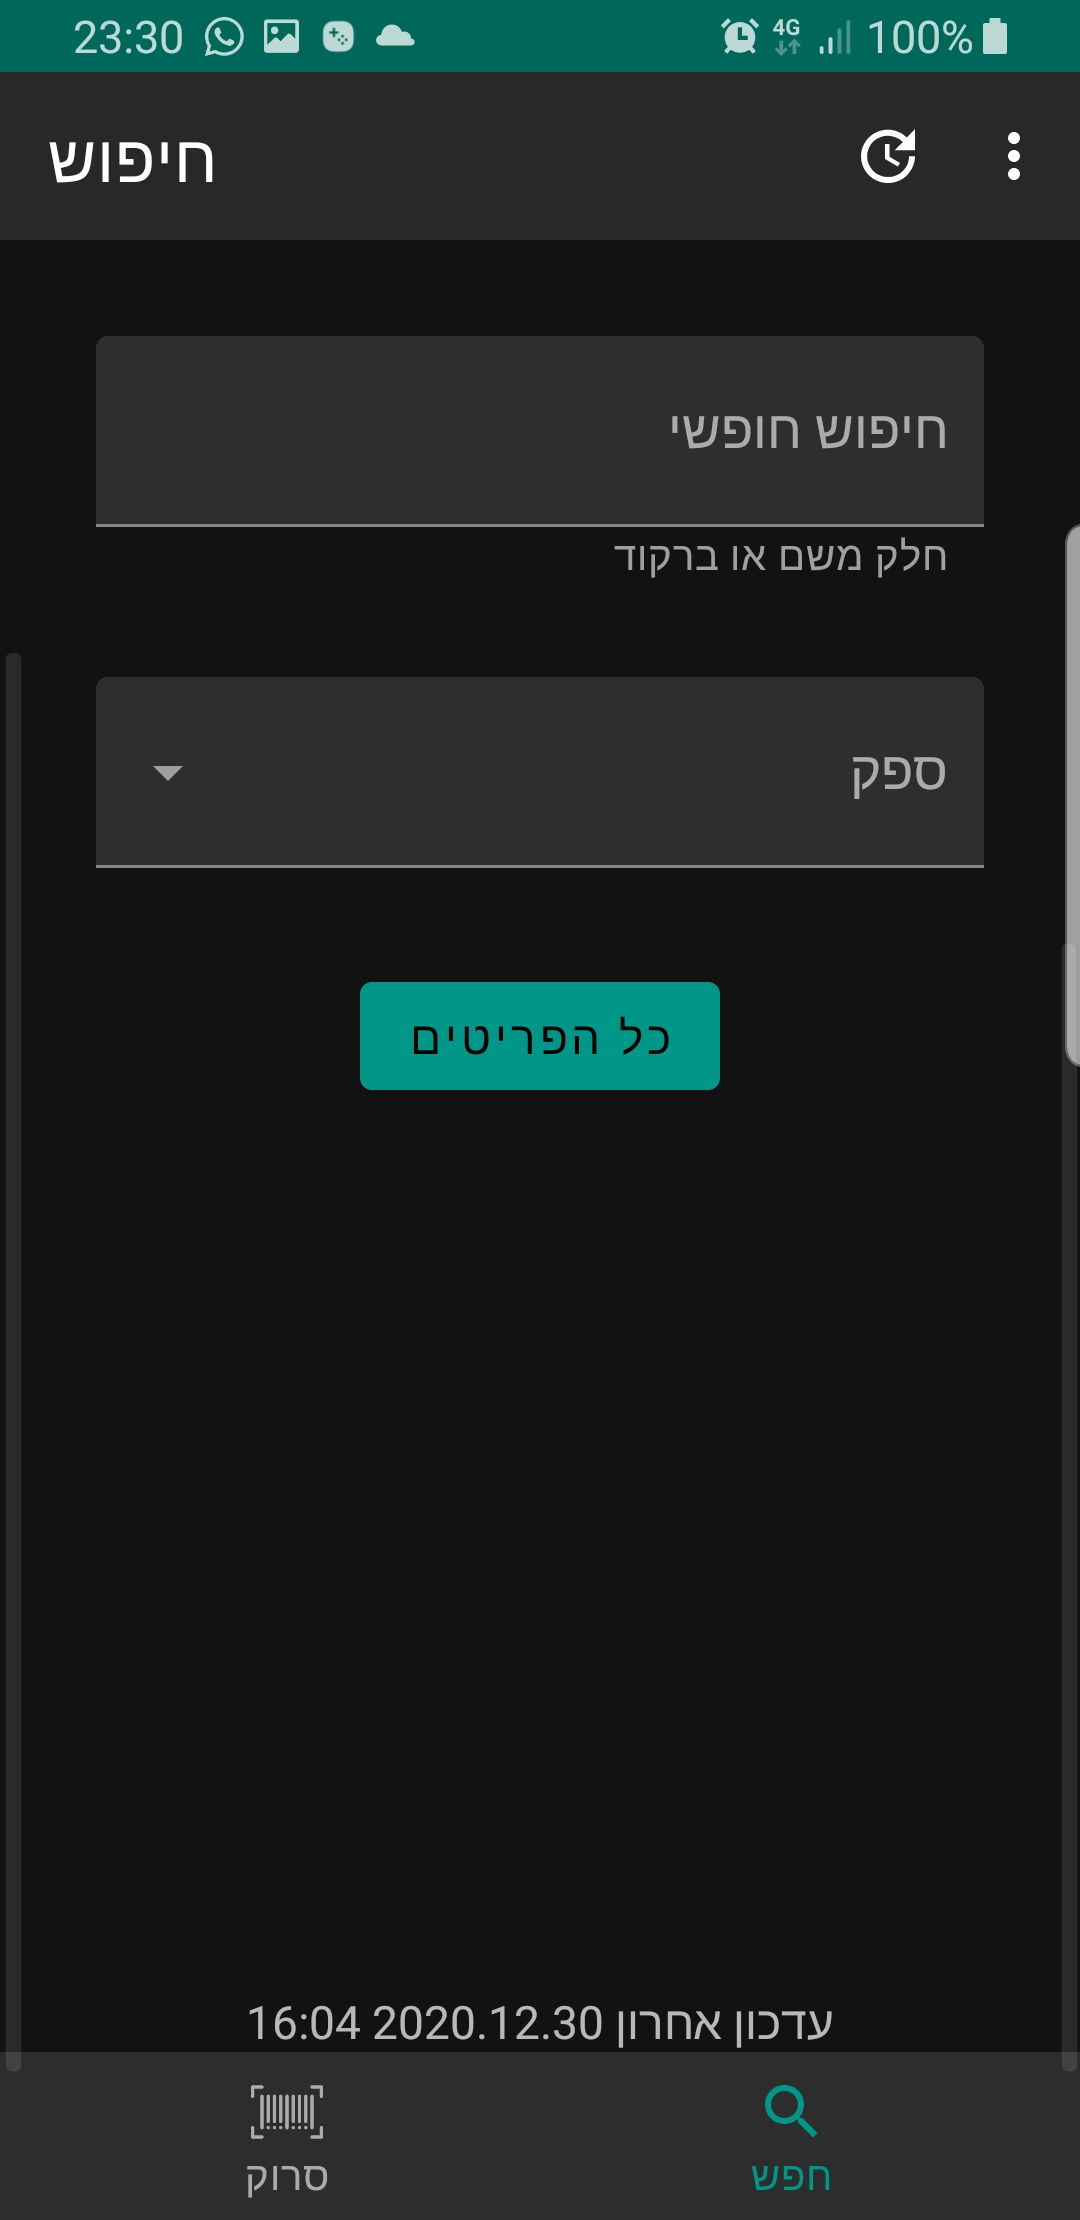 23:30 4G 100%
חיפוש
חיפוש חופשי
חלק משם או ברקוד
ספק
כל הפריטים
עדכון אחרון 2020.12.30 16:04
חפש
סרוק